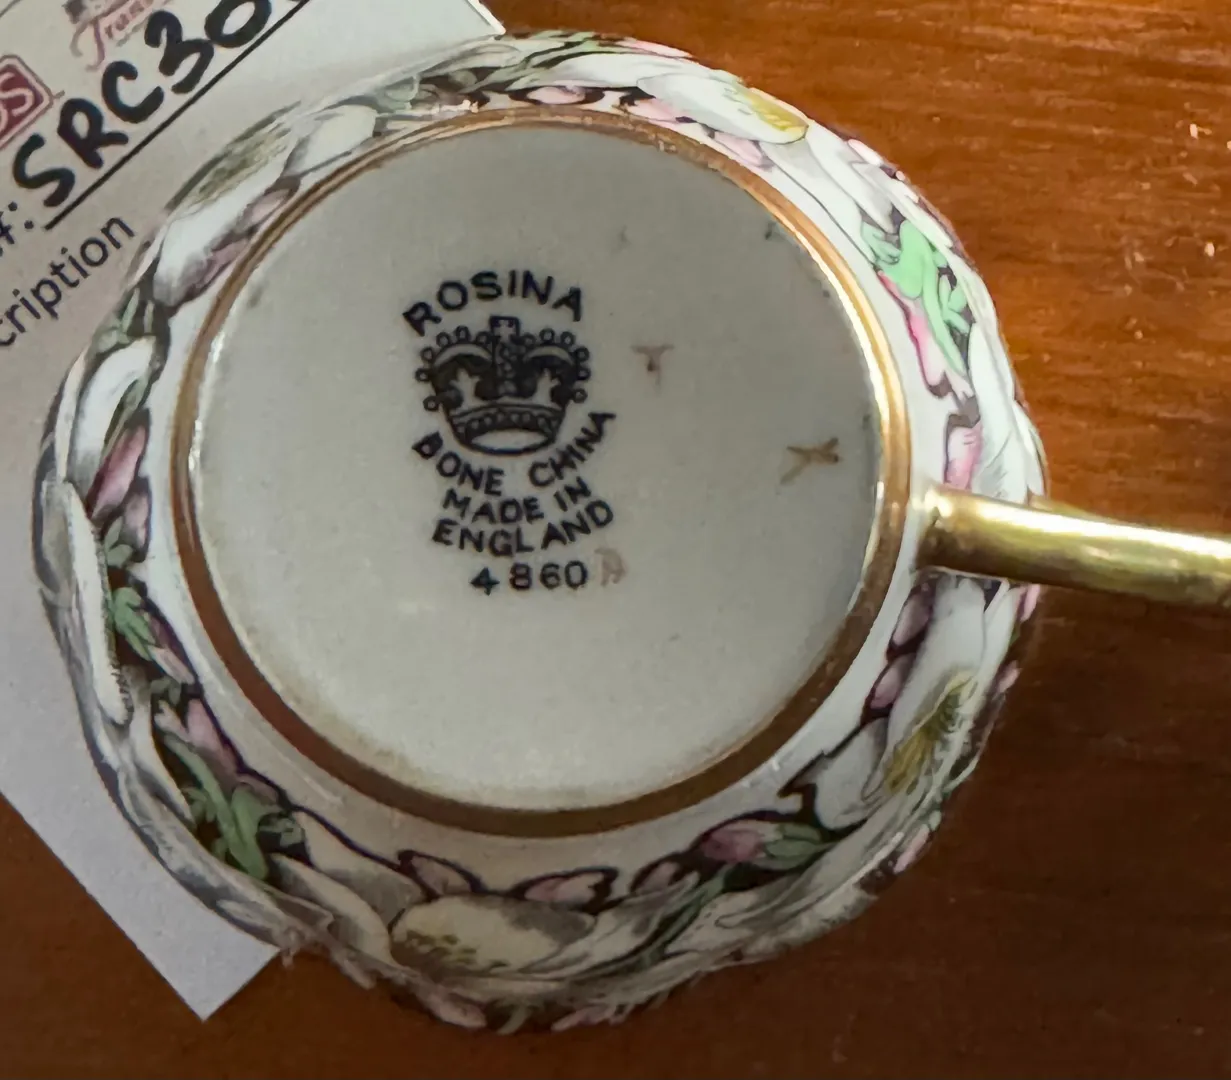 SRC30
cription
ROSINA
BONE CHINA
MADE IN
ENGLAND
4860